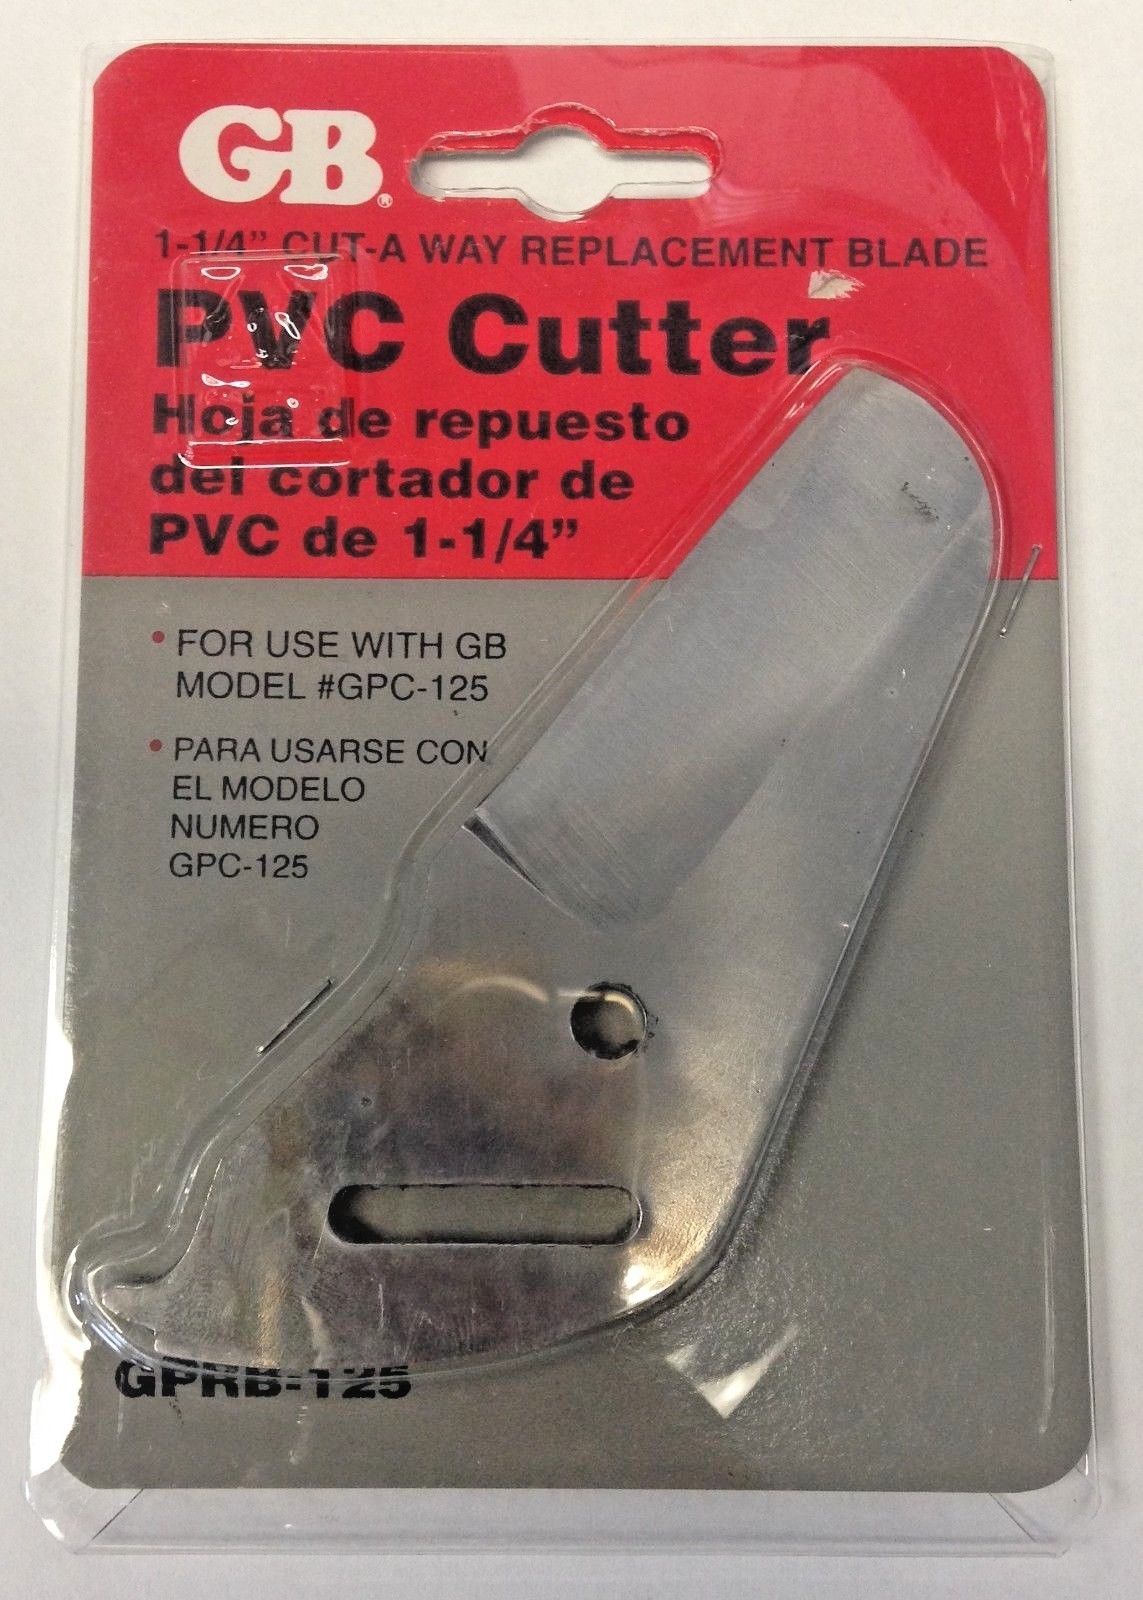 GB®
1-1/4" CUT-A WAY REPLACEMENT BLADE
PVC Cutter
Hoja de repuesto
del cortador de
PVC de 1-1/4"
• FOR USE WITH GB
MODEL #GPC-125
• PARA USARSE CON
EL MODELO
NUMERO
GPC-125
GPRB-125